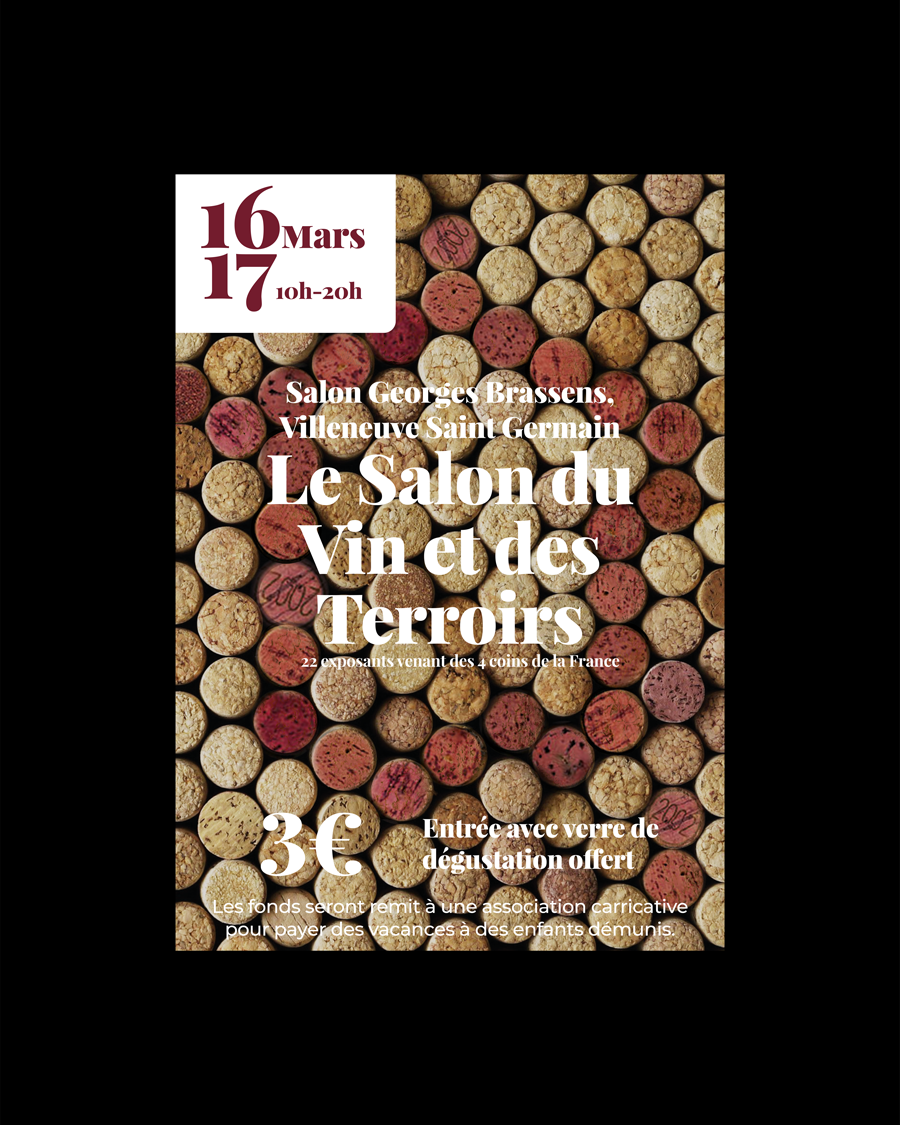 16 Mars
17 10h-20h
Salon Georges Brassens,
Villeneuve Saint Germain
Le Salon du
Vin et des
Terroirs
22 exposants venant des 4 coins de la France
3€
Entrée avec verre de
dégustation offert
Les fonds seront remit à une association carricative
pour payer des vacances à des enfants démunis.